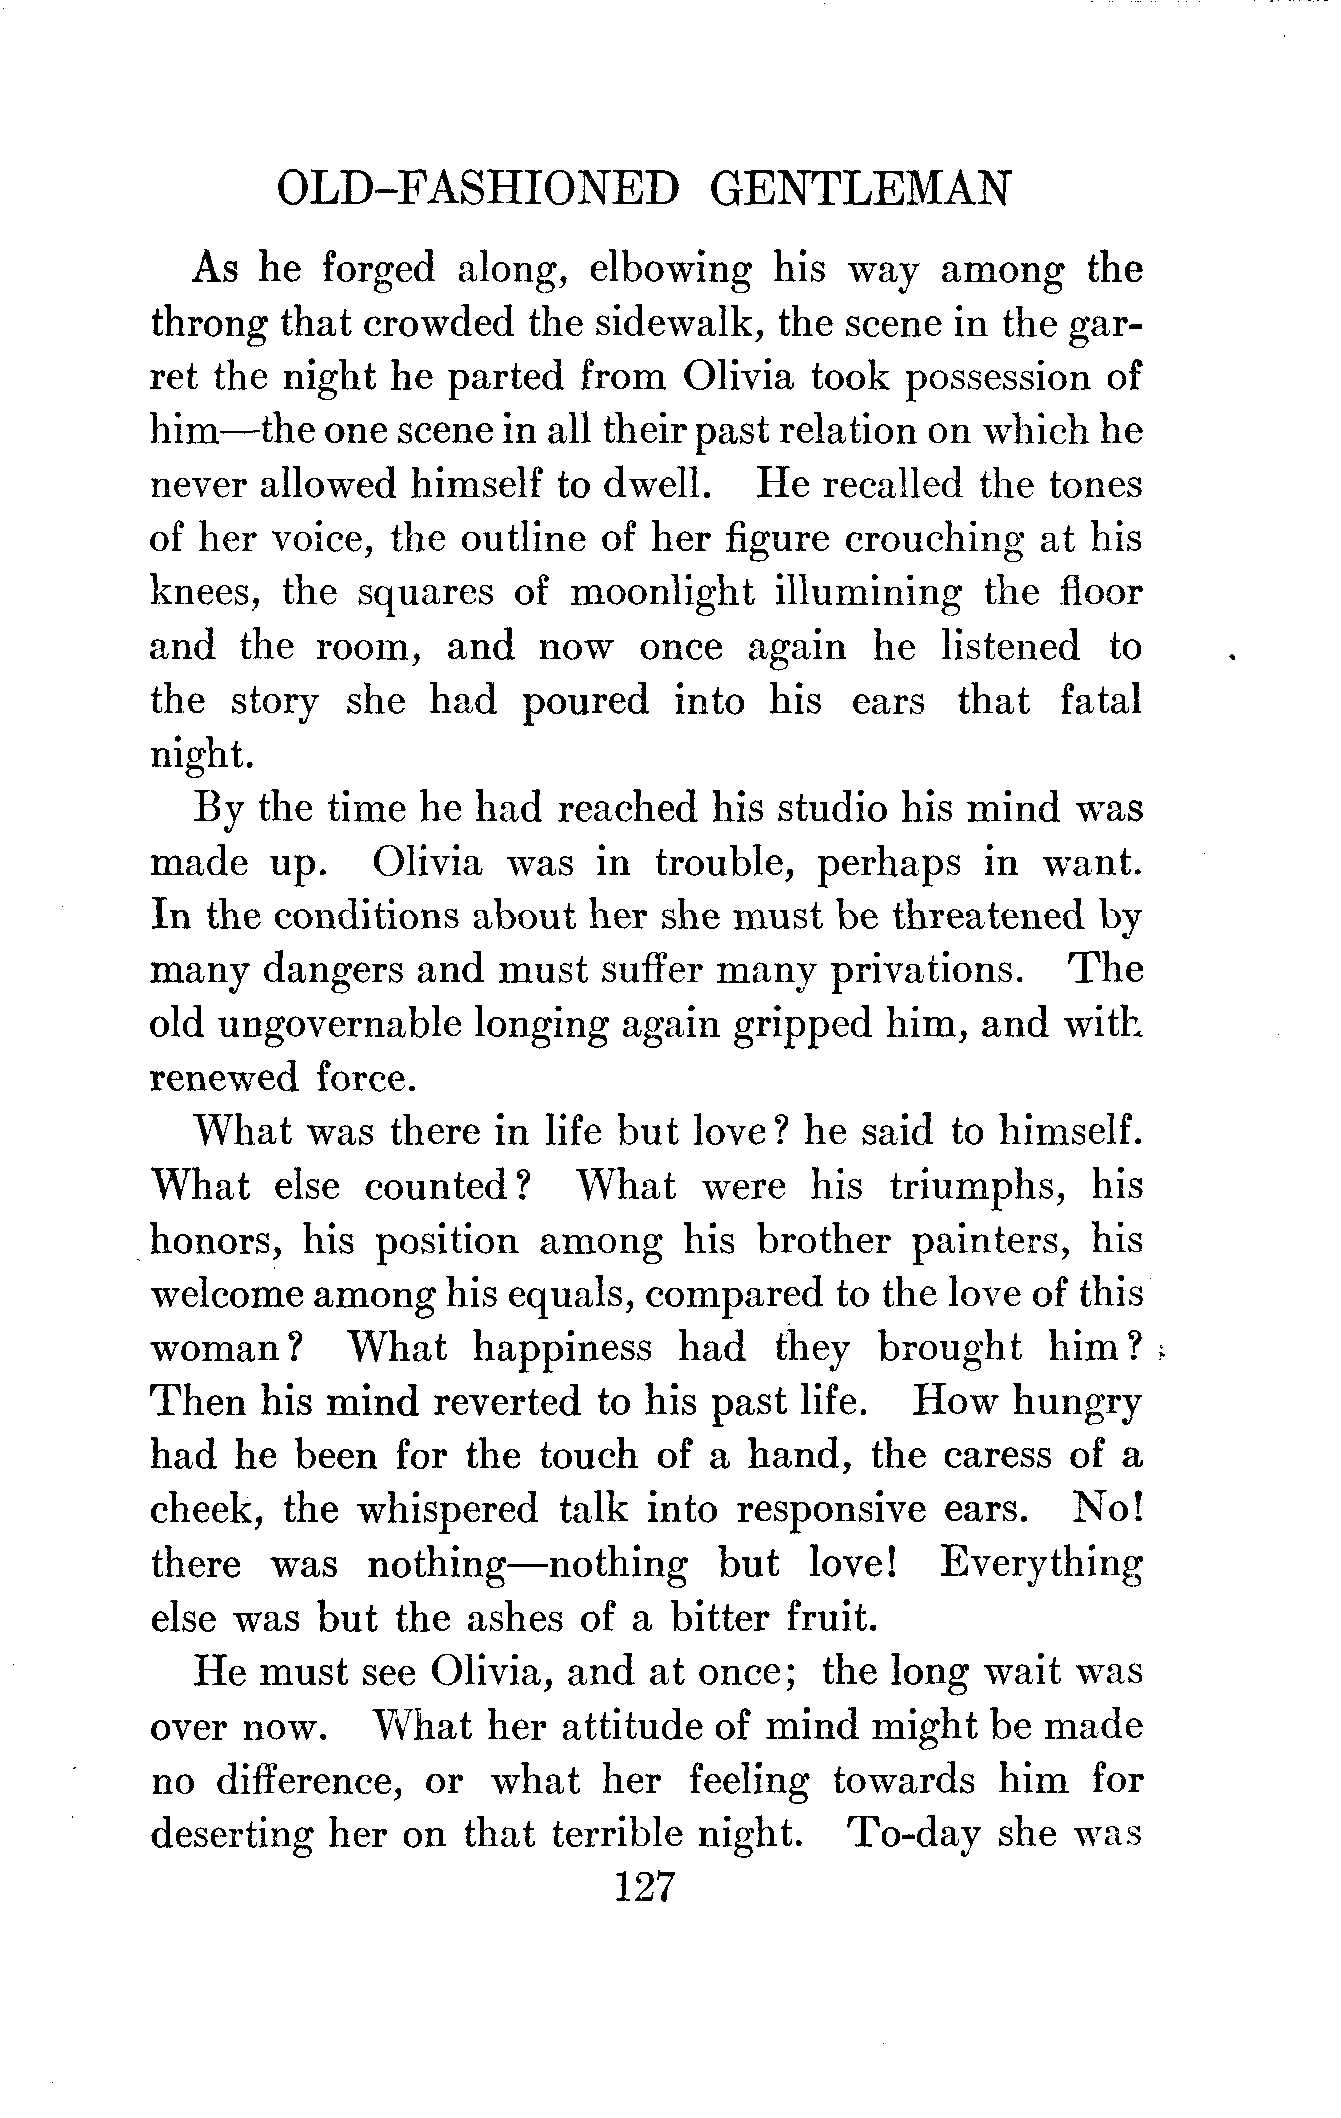 OLD-FASHIONED GENTLEMAN
As he forged along, elbowing his way among the
throng that crowded the sidewalk, the scene in the gar-
ret the night he parted from Olivia took possession of
him—the one scene in all their past relation on which he
never allowed himself to dwell. He recalled the tones
of her voice, the outline of her figure crouching at his
knees, the squares of moonlight illumining the floor
and the room, and now once again he listened to
the story she had poured into his ears that fatal
night.
By the time he had reached his studio his mind was
made up. Olivia was in trouble, perhaps in want.
In the conditions about her she must be threatened by
many dangers and must suffer many privations. The
old ungovernable longing again gripped him, and with
renewed force.
What was there in life but love? he said to himself.
What else counted? What were his triumphs, his
honors, his position among his brother painters, his
welcome among his equals, compared to the love of this
woman? What happiness had they brought him?
Then his mind reverted to his past life. How hungry
had he been for the touch of a hand, the caress of a
cheek, the whispered talk into responsive ears. No!
there was nothing—nothing but love! Everything
else was but the ashes of a bitter fruit.
He must see Olivia, and at once; the long wait was
over now. What her attitude of mind might be made
no difference, or what her feeling towards him for
deserting her on that terrible night. To-day she was
127